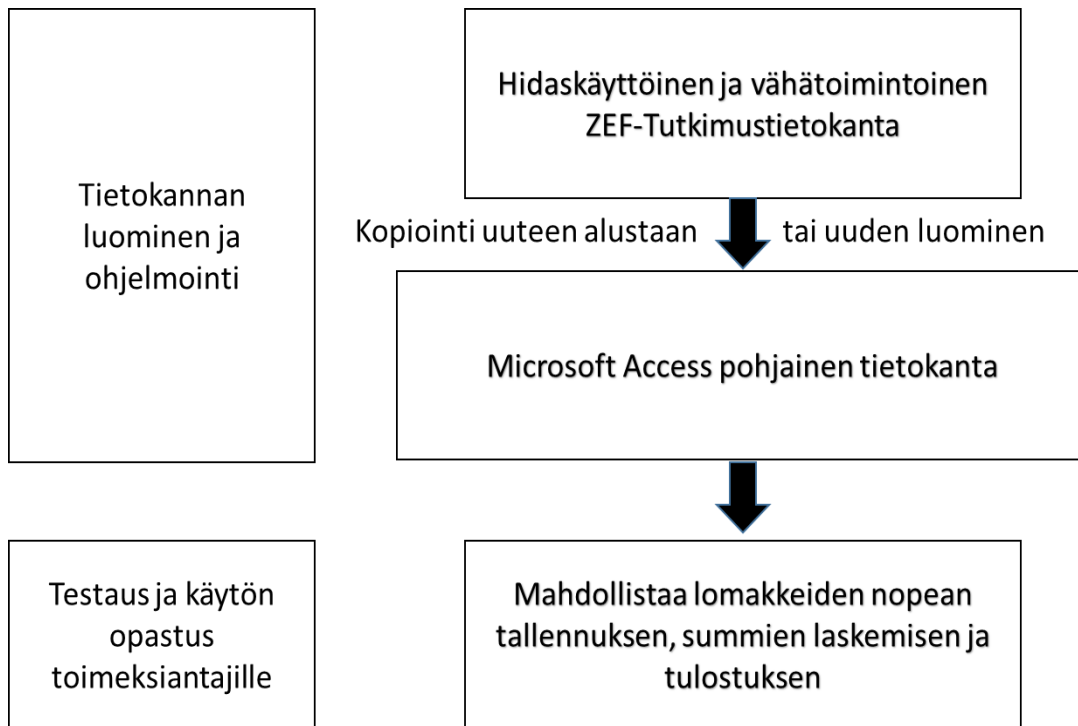 Tietokannan
luominen ja
ohjelmointi
Hidaskäyttöinen ja vähätoimintoinen
ZEF-Tutkimustietokanta
Kopiointi uuteen alustaan tai uuden luominen
Microsoft Access pohjainen tietokanta
Testaus ja käytön
opastus
toimeksiantajille
Mahdollistaa lomakkeiden nopean
tallennuksen, summien laskemisen ja
tulostuksen